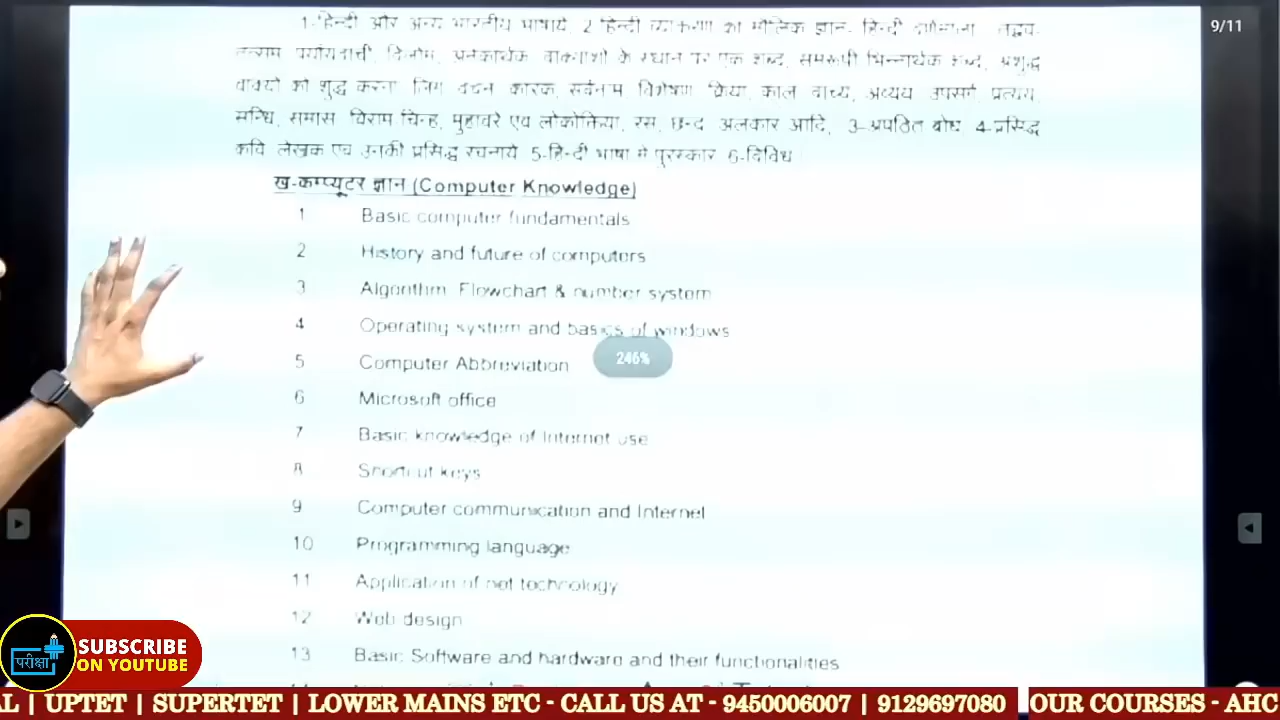 1-हिन्दी और अन्य भारतीय भाषायें, 2 हिन्दी व्याकरण का मौलिक ज्ञान- हिन्दी वर्णमाला तद्भव- 9/11
तत्सम पर्यायवाची, विलोम, अनेकार्थक वाक्यांशों के स्थान पर एक शब्द, समरूपी भिन्नार्थक शब्द, अशुद्ध
वाक्यों को शुद्ध करना लिंग वचन कारक, सर्वनाम विशेषण क्रिया, काल वाच्य, अव्यय उपसर्ग प्रत्यय
सन्धि, समास विराम चिन्ह, मुहावरे एवं लोकोक्तियां, रस, छन्द अलंकार आदि, 3-अपठित बोध 4-प्रसिद्ध
कवि लेखक एवं उनकी प्रसिद्ध रचनायें 5-हिन्दी भाषा में पुरस्कार 6-विविध
ख-कम्प्यूटर ज्ञान (Computer Knowledge)
1 Basic computer fundamentals
2 History and future of computers
3 Algorithm Flowchart & number system
4 Operating system and basics of windows
246%
5 Computer Abbreviation
6 Microsoft office
7 Basic knowledge of Internet use
8 Shortcut keys
9 Computer communication and Internet
10 Programming language
11 Application of net technology
12 Web design
13 Basic Software and hardware and their functionalities
परीक्षा
SUBSCRIBE
ON YOUTUBE
AL | UPTET | SUPERTET | LOWER MAINS ETC - CALL US AT - 9450006007 | 9129697080 OUR COURSES - AHC